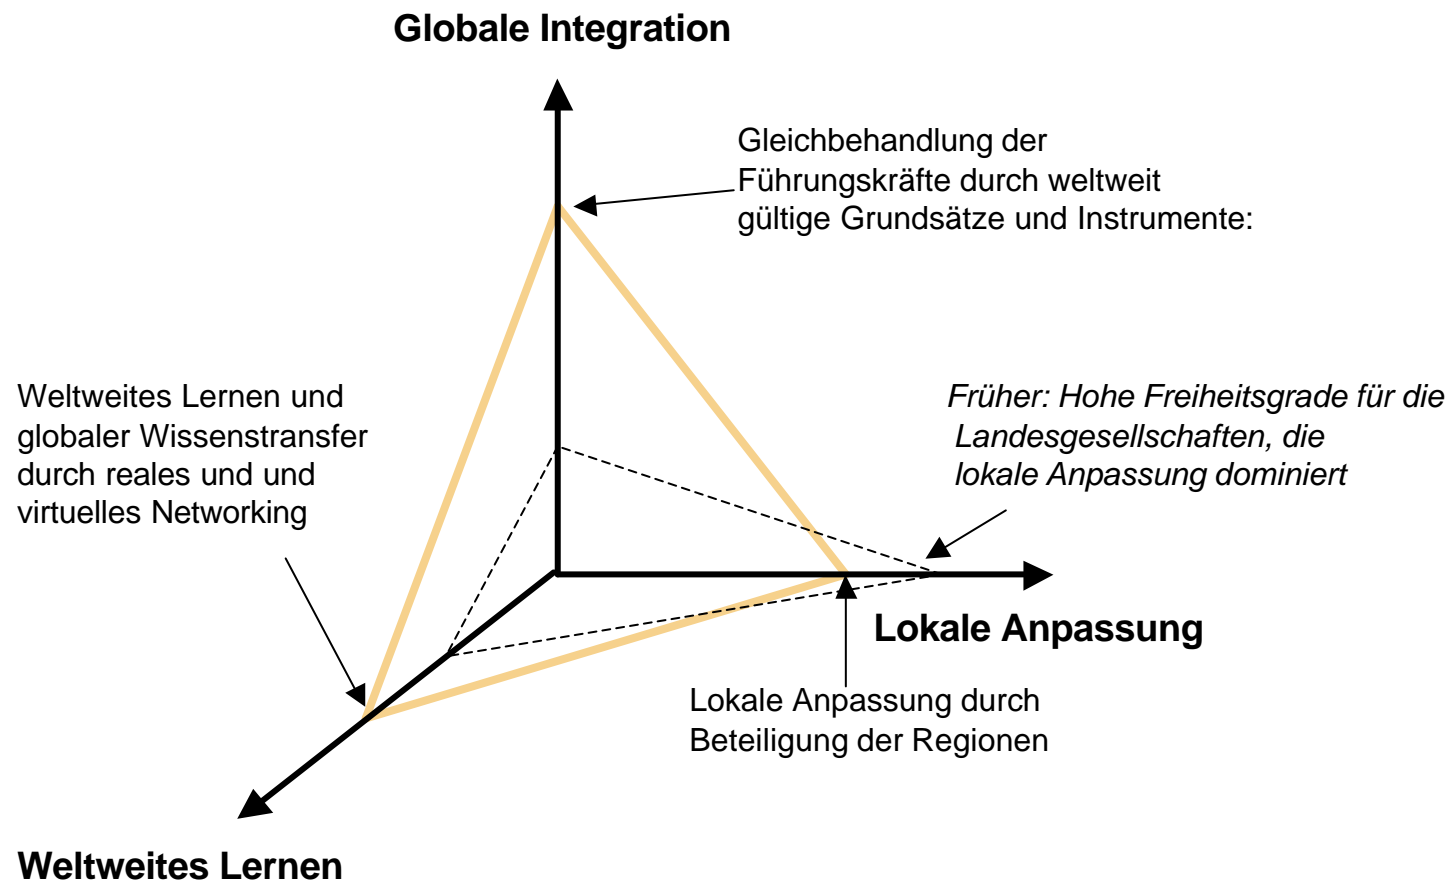 Globale Integration
Gleichbehandlung der
Führungskräfte durch weltweit
gültige Grundsätze und Instrumente:
Weltweites Lernen und
globaler Wissenstransfer
durch reales und und
virtuelles Networking
Früher: Hohe Freiheitsgrade für die
Landesgesellschaften, die
lokale Anpassung dominiert
Lokale Anpassung
Lokale Anpassung durch
Beteiligung der Regionen
Weltweites Lernen